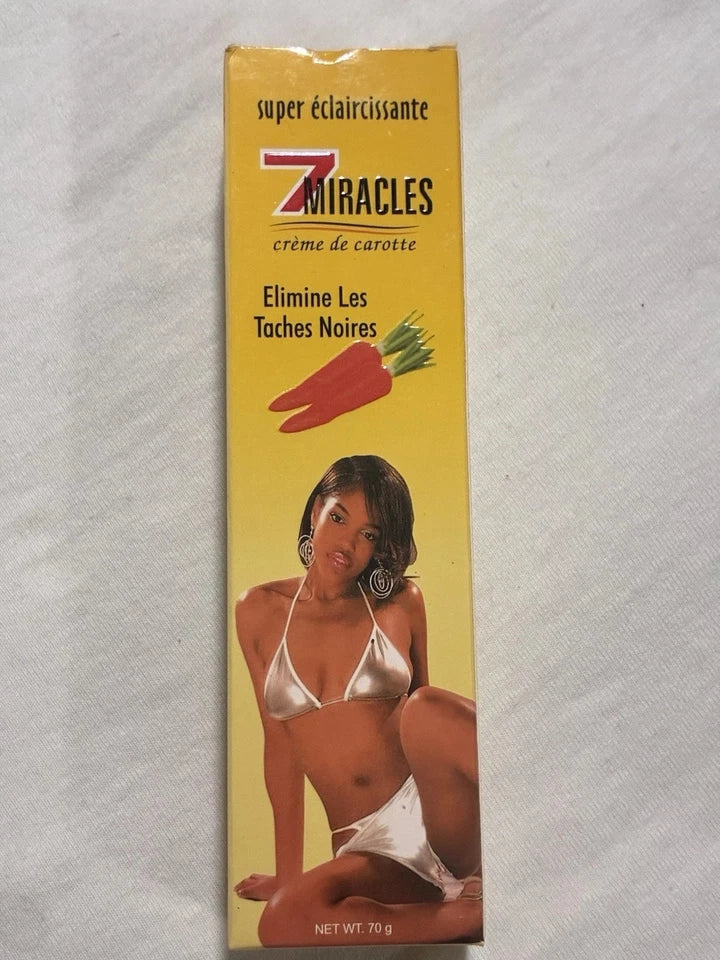 super éclaircissante
7 MIRACLES
crème de carotte
Elimine Les
Taches Noires
NET WT. 70 g